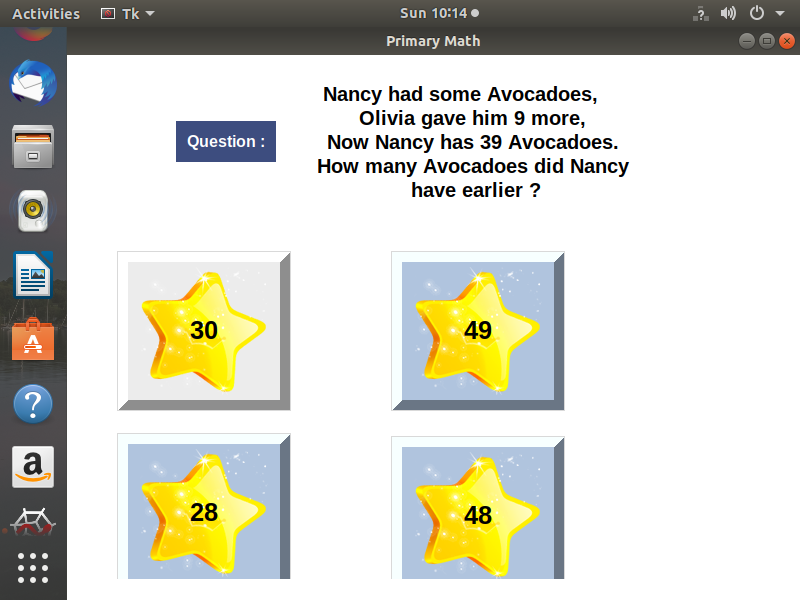 Activities Tk Sun 10:14
Primary Math
Nancy had some Avocadoes,
Olivia gave him 9 more,
Question :
Now Nancy has 39 Avocadoes.
How many Avocadoes did Nancy
have earlier ?
30 49
28 48